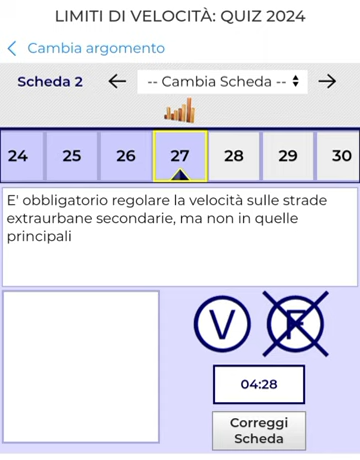 LIMITI DI VELOCITÀ: QUIZ 2024
Cambia argomento
Scheda 2
-- Cambia Scheda --
24 25 26 27 28 29 30
E' obbligatorio regolare la velocità sulle strade
extraurbane secondarie, ma non in quelle
principali
V F
04:28
Correggi
Scheda